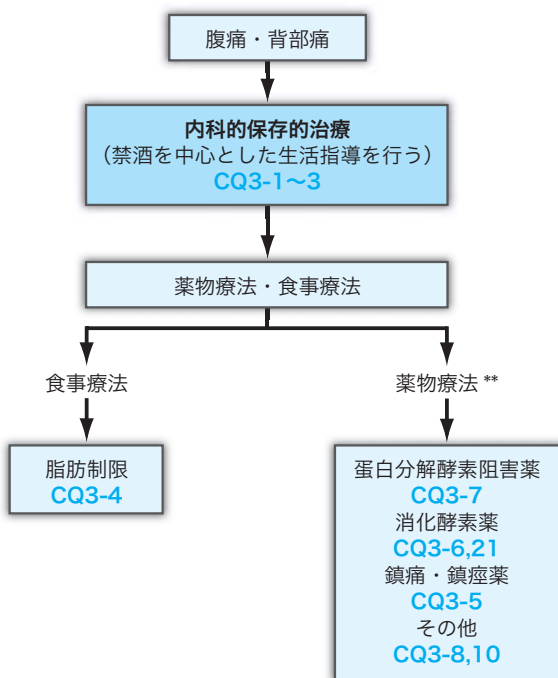 腹痛・背部痛
内科的保存的治療
（禁酒を中心とした生活指導を行う）
CQ3-1〜3
薬物療法・食事療法
食事療法
薬物療法 **
脂肪制限
CQ3-4
蛋白分解酵素阻害薬
CQ3-7
消化酵素薬
CQ3-6,21
鎮痛・鎮痙薬
CQ3-5
その他
CQ3-8,10